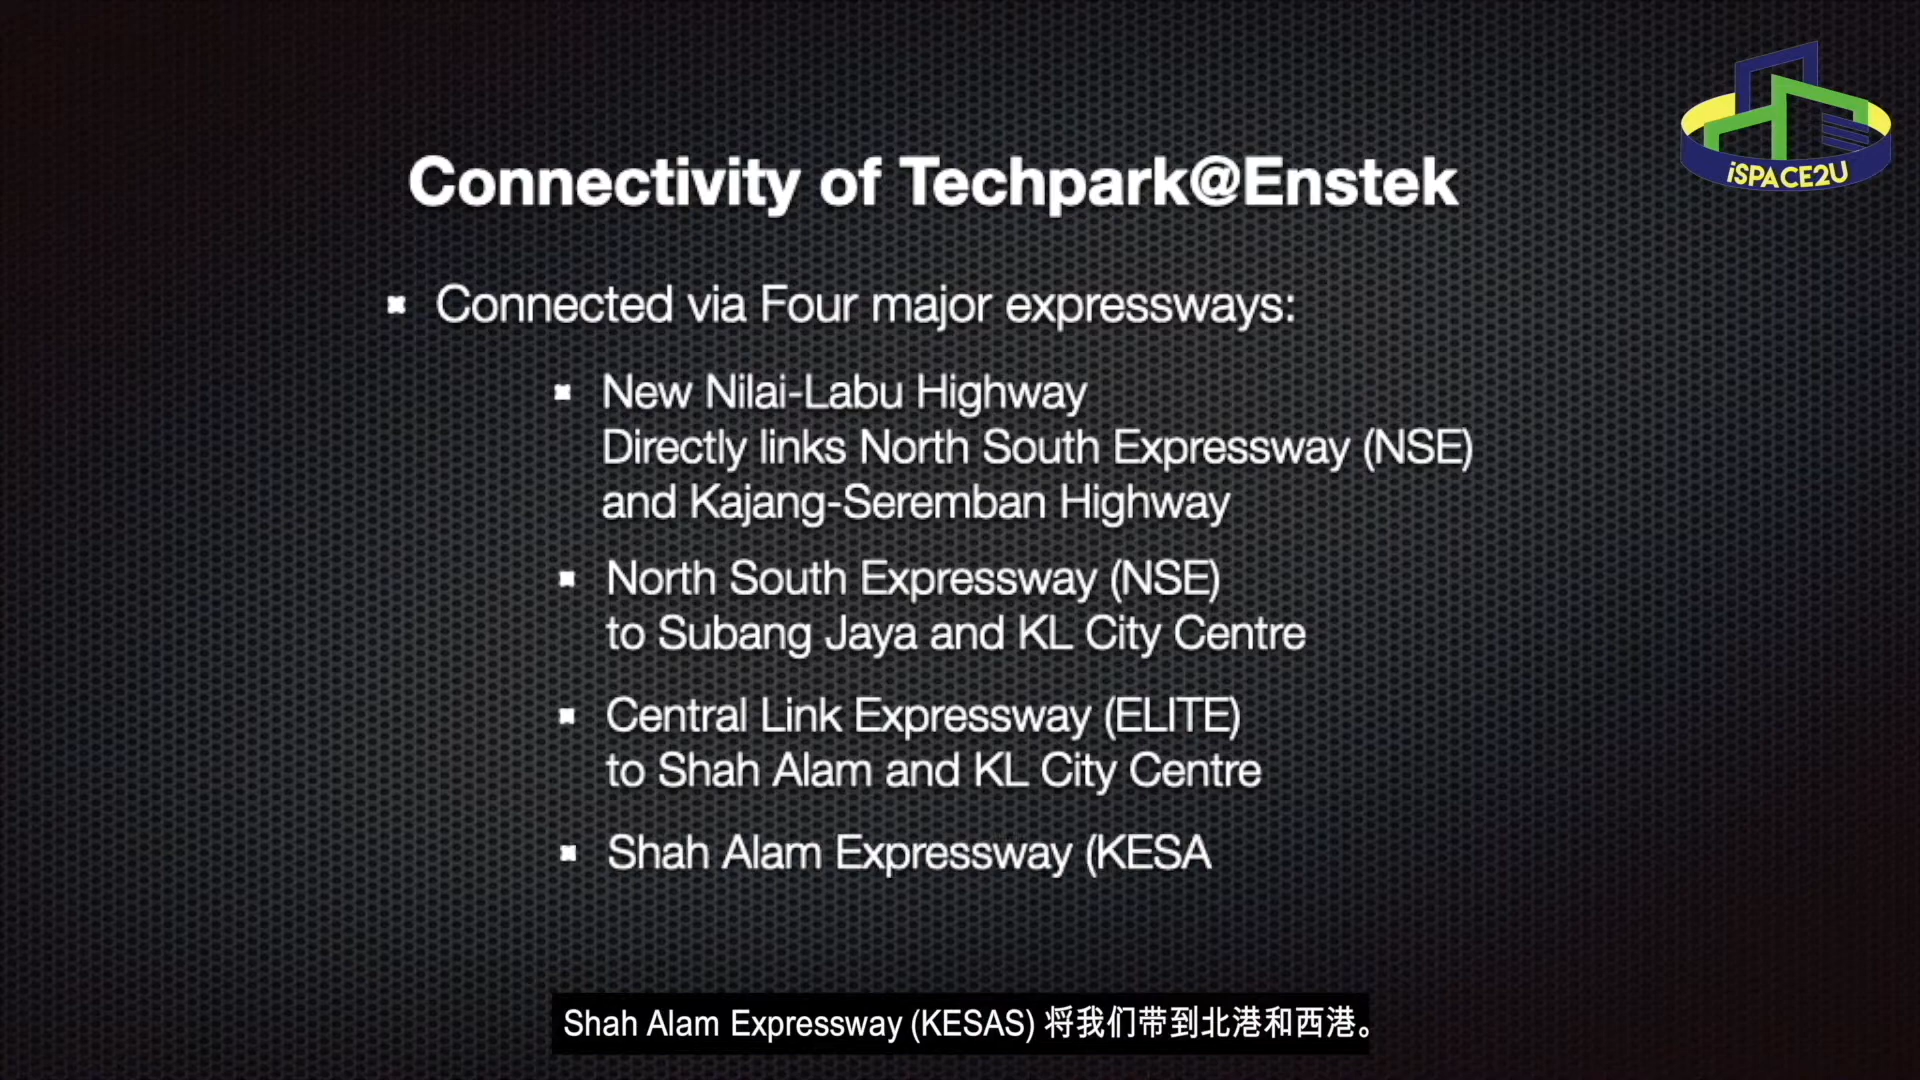 iSPACE2U
Connectivity of Techpark@Enstek
Connected via Four major expressways:
New Nilai-Labu Highway
Directly links North South Expressway (NSE)
and Kajang-Seremban Highway
North South Expressway (NSE)
to Subang Jaya and KL City Centre
Central Link Expressway (ELITE)
to Shah Alam and KL City Centre
Shah Alam Expressway (KESA
Shah Alam Expressway (KESAS) 将我们带到北港和西港。